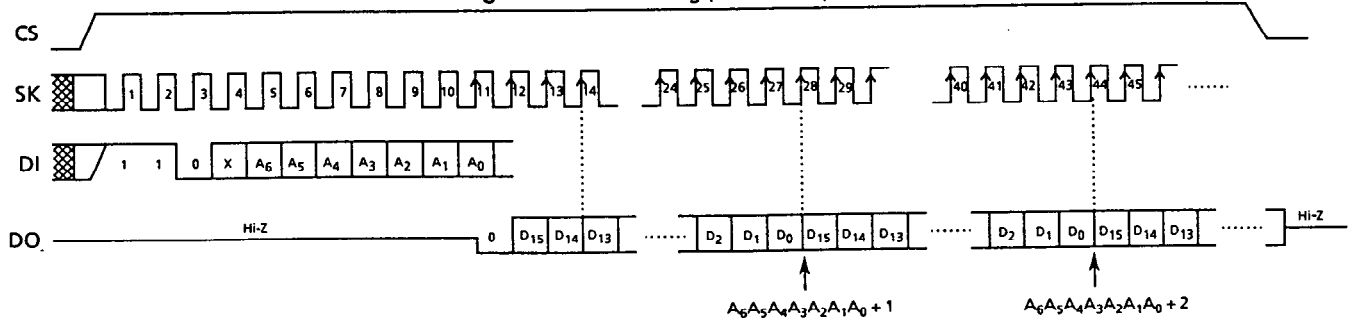 CS
SK 1 2 3 4 5 6 7 8 9 10 11 12 13 14 24 25 26 27 28 29 40 41 42 43 44 45 ......
DI 1 1 0 X A6 A5 A4 A3 A2 A1 A0
Hi-Z
DO Hi-Z 0 D15 D14 D13 ...... D2 D1 D0 D15 D14 D13 ...... D2 D1 D0 D15 D14 D13 ......
A6A5A4A3A2A1A0 + 1 A6A5A4A3A2A1A0 + 2